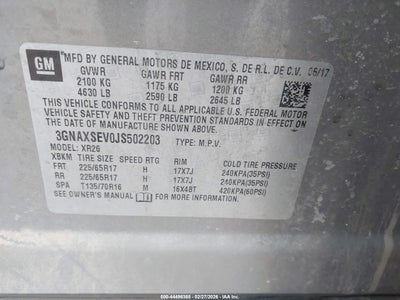 GM
MFD BY GENERAL MOTORS DE MEXICO, S. DE R.L. DE C.V. 05/17
GVWR GAWR FRT GAWR RR
2100 KG 1175 KG 1200 KG
4630 LB 2590 LB 2645 LB
THIS VEHICLE CONFORMS TO ALL APPLICABLE U.S. FEDERAL MOTOR
VEHICLE SAFETY AND THEFT PREVENTION STANDARDS IN EFFECT ON
THE DATE OF MANUFACTURE SHOWN ABOVE.
3GNAXSEV0JS502203 TYPE: M.P.V.
MODEL: XR26
XBKM TIRE SIZE SPEED RTG RIM COLD TIRE PRESSURE
FRT 225/65R17 H 17X7J 240KPA(35PSI)
RR 225/65R17 H 17X7J 240KPA(35PSI)
SPA T135/70R16 M 16X4BT 420KPA(60PSI)
SEE OWNER'S MANUAL FOR MORE INFORMATION.
© IAA
00-44498385 - 02/27/2026 - IAAI.COM